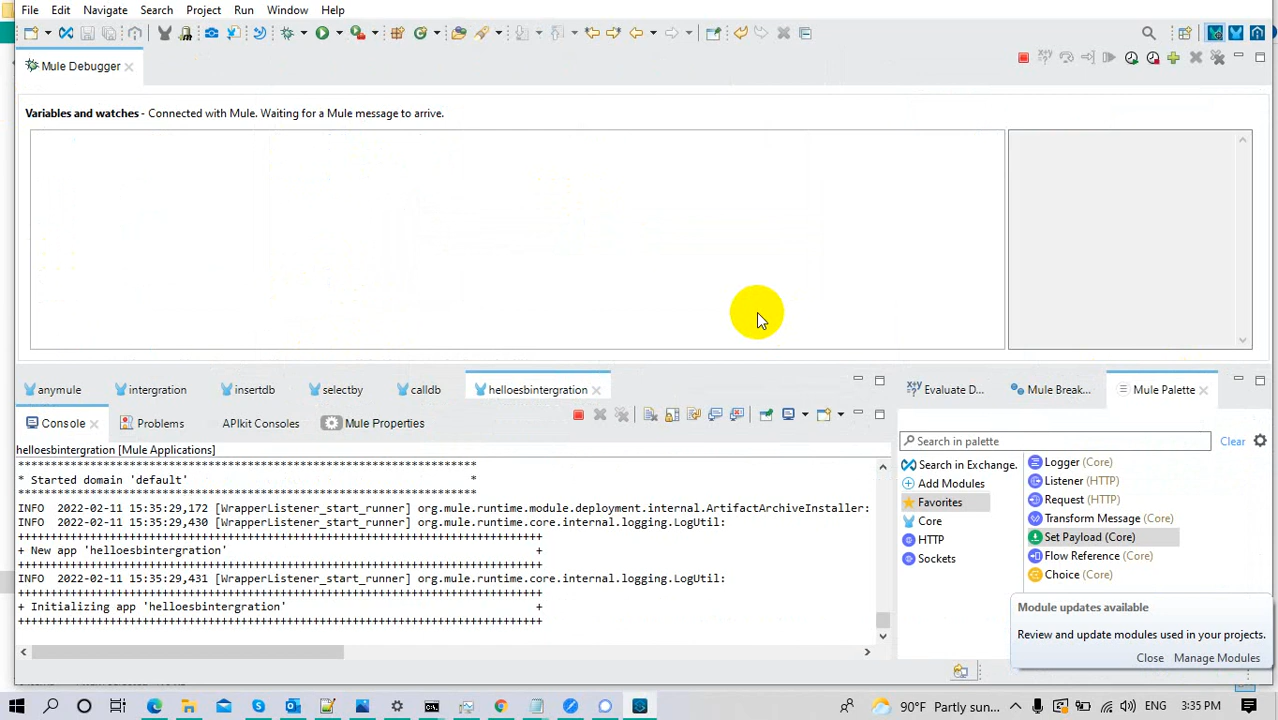 File Edit Navigate Search Project Run Window Help
Mule Debugger
Variables and watches - Connected with Mule. Waiting for a Mule message to arrive.
anymule intergration insertdb selectby calldb helloesbintergration Evaluate D... Mule Break... Mule Palette
Console Problems APIkit Consoles Mule Properties
helloesbintergration [Mule Applications]
Search in palette Clear
**********************************************************************
* Started domain 'default' *
**********************************************************************
INFO 2022-02-11 15:35:29,172 [WrapperListener_start_runner] org.mule.runtime.module.deployment.internal.ArtifactArchiveInstaller:
INFO 2022-02-11 15:35:29,430 [WrapperListener_start_runner] org.mule.runtime.core.internal.logging.LogUtil:
++++++++++++++++++++++++++++++++++++++++++++++++++++++++++++++++++++++
+ New app 'helloesbintergration' +
++++++++++++++++++++++++++++++++++++++++++++++++++++++++++++++++++++++
INFO 2022-02-11 15:35:29,431 [WrapperListener_start_runner] org.mule.runtime.core.internal.logging.LogUtil:
++++++++++++++++++++++++++++++++++++++++++++++++++++++++++++++++++++++
+ Initializing app 'helloesbintergration' +
++++++++++++++++++++++++++++++++++++++++++++++++++++++++++++++++++++++
Search in Exchange.
Add Modules
Favorites
Core
HTTP
Sockets
Logger (Core)
Listener (HTTP)
Request (HTTP)
Transform Message (Core)
Set Payload (Core)
Flow Reference (Core)
Choice (Core)
Module updates available
Review and update modules used in your projects.
Close Manage Modules
90°F Partly sun... ENG 3:35 PM